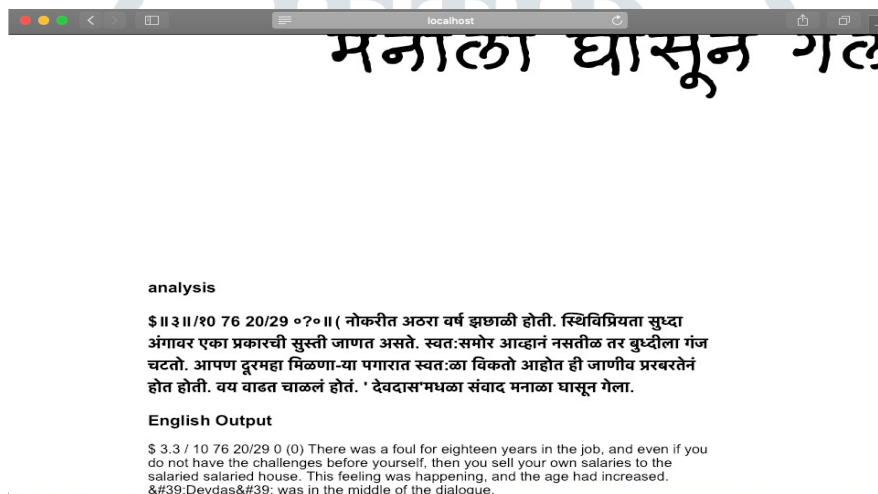 localhost
मनाला घासून गेल
analysis
$॥३॥/१० 76 20/29 ०?०॥( नोकरीत अठरा वर्ष झछाळी होती. स्थिविप्रियता सुध्दा
अंगावर एका प्रकारची सुस्ती जाणत असते. स्वत:समोर आव्हानं नसतीळ तर बुध्दीला गंज
चटतो. आपण दूरमहा मिळणा-या पगारात स्वत:ळा विकतो आहोत ही जाणीव प्ररबरतेनं
होत होती. वय वाढत चाळलं होतं. ' देवदास'मधळा संवाद मनाळा घासून गेला.
English Output
$ 3.3 / 10 76 20/29 0 (0) There was a foul for eighteen years in the job, and even if you
do not have the challenges before yourself, then you sell your own salaries to the
salaried salaried house. This feeling was happening, and the age had increased.
&#39;Devdas&#39; was in the middle of the dialogue.